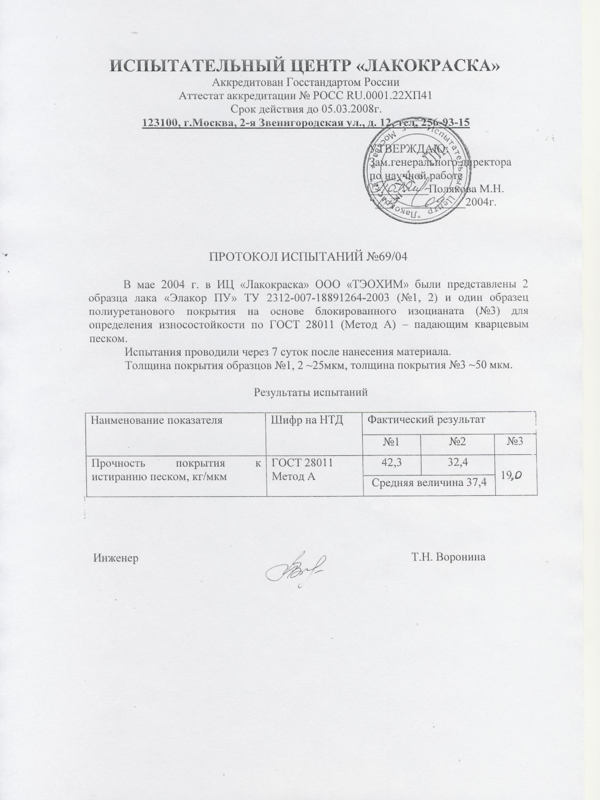 ИСПЫТАТЕЛЬНЫЙ ЦЕНТР «ЛАКОКРАСКА»
Аккредитован Госстандартом России
Аттестат аккредитации № РОСС RU.0001.22ХП41
Срок действия до 05.03.2008г.
123100, г.Москва, 2-я Звенигородская ул., д. 12, тел. 256-93-15
УТВЕРЖДАЮ:
Зам.генерального директора
по научной работе
Полякова М.Н.
2004г.
ПРОТОКОЛ ИСПЫТАНИЙ №69/04
В мае 2004 г. в ИЦ «Лакокраска» ООО «ТЭОХИМ» были представлены 2
образца лака «Элакор ПУ» ТУ 2312-007-18891264-2003 (№1, 2) и один образец
полиуретанового покрытия на основе блокированного изоцианата (№3) для
определения износостойкости по ГОСТ 28011 (Метод А) – падающим кварцевым
песком.
Испытания проводили через 7 суток после нанесения материала.
Толщина покрытия образцов №1, 2 ~25мкм, толщина покрытия №3 ~50 мкм.
Результаты испытаний
Наименование показателя Шифр на НТД Фактический результат
№1 №2 №3
Прочность покрытия к ГОСТ 28011 42,3 32,4
истиранию песком, кг/мкм Метод А Средняя величина 37,4 19,0
Инженер Т.Н. Воронина